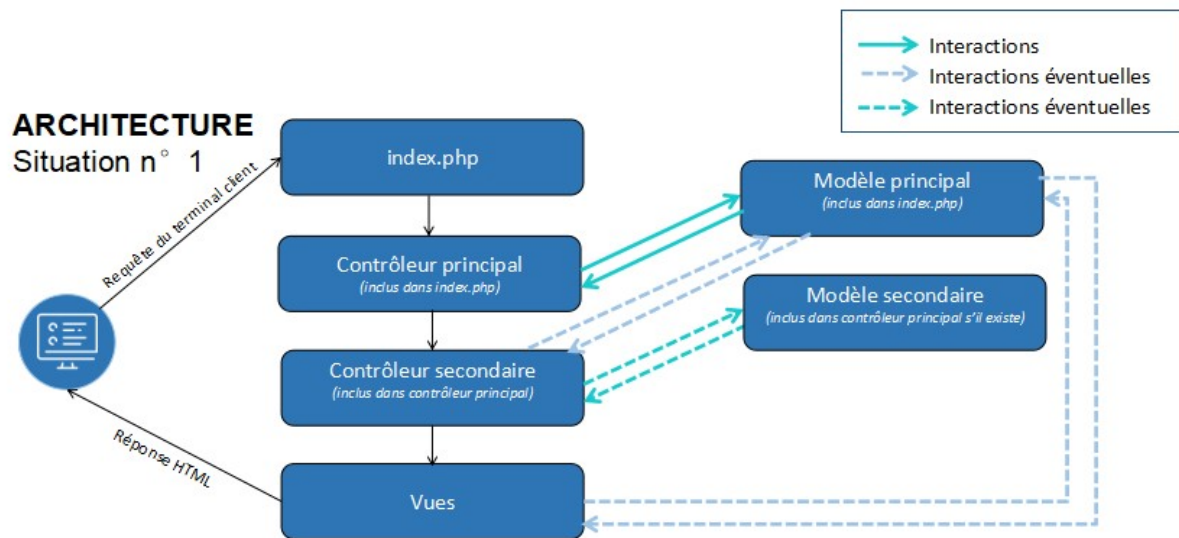 Interactions
Interactions éventuelles
Interactions éventuelles
ARCHITECTURE
Situation n° 1
Requête du terminal client
index.php
Modèle principal
(inclus dans index.php)
Contrôleur principal
(inclus dans index.php)
Modèle secondaire
(inclus dans contrôleur principal s'il existe)
Contrôleur secondaire
(inclus dans contrôleur principal)
Réponse HTML
Vues